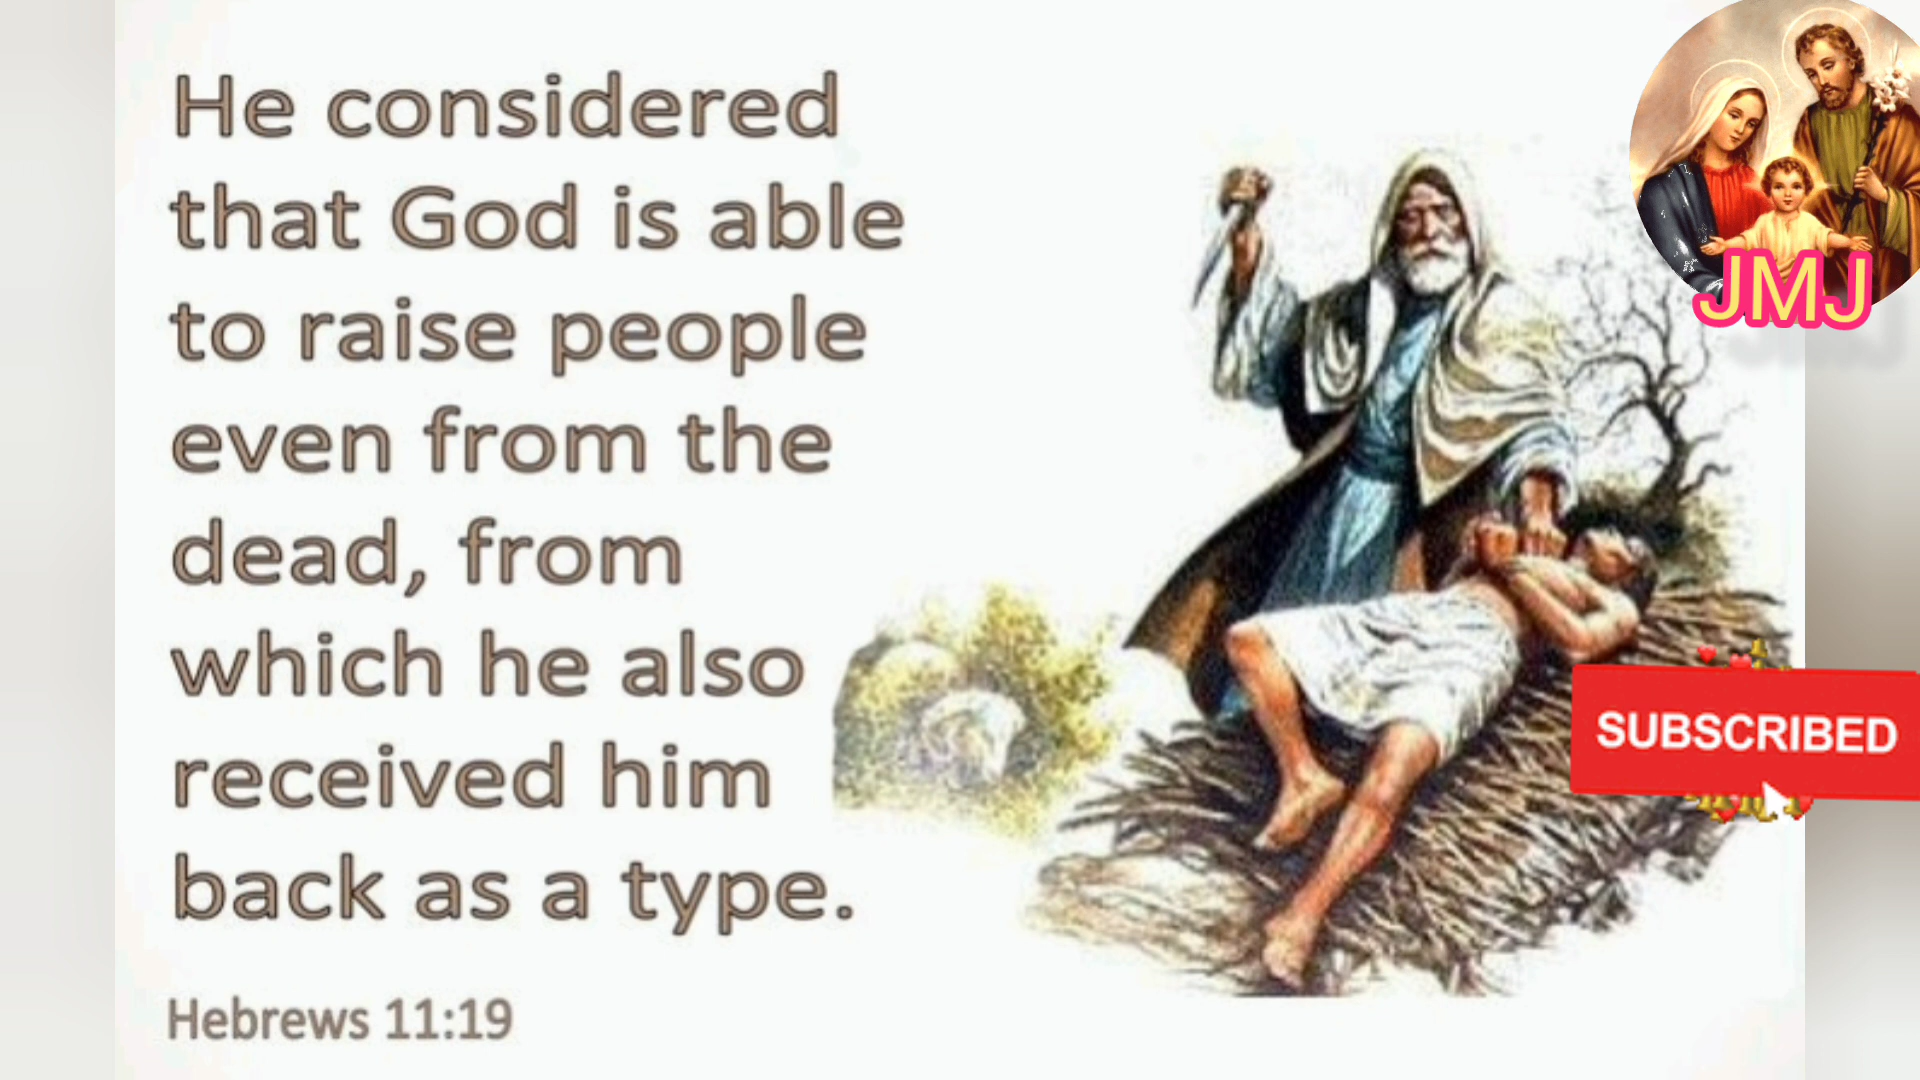 He considered
that God is able
to raise people
even from the
dead, from
which he also
received him
back as a type.
Hebrews 11:19
JMJ
SUBSCRIBED